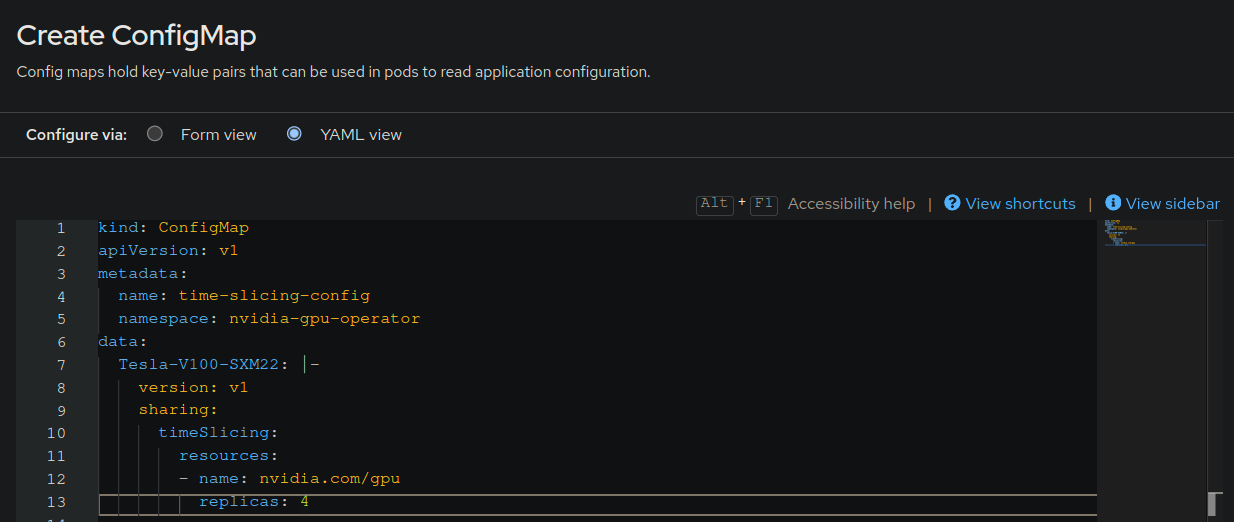 Create ConfigMap
Config maps hold key-value pairs that can be used in pods to read application configuration.
Configure via: Form view YAML view
Alt + F1 Accessibility help | View shortcuts | View sidebar
1 kind: ConfigMap
2 apiVersion: v1
3 metadata:
4   name: time-slicing-config
5   namespace: nvidia-gpu-operator
6 data:
7   Tesla-V100-SXM22: |-
8     version: v1
9     sharing:
10       timeSlicing:
11         resources:
12         - name: nvidia.com/gpu
13           replicas: 4